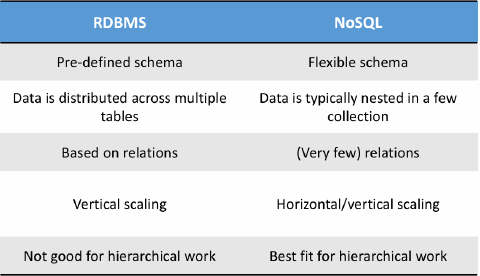 RDBMS NoSQL
Pre-defined schema Flexible schema
Data is distributed across multiple Data is typically nested in a few
tables collection
Based on relations (Very few) relations
Vertical scaling Horizontal/vertical scaling
Not good for hierarchical work Best fit for hierarchical work